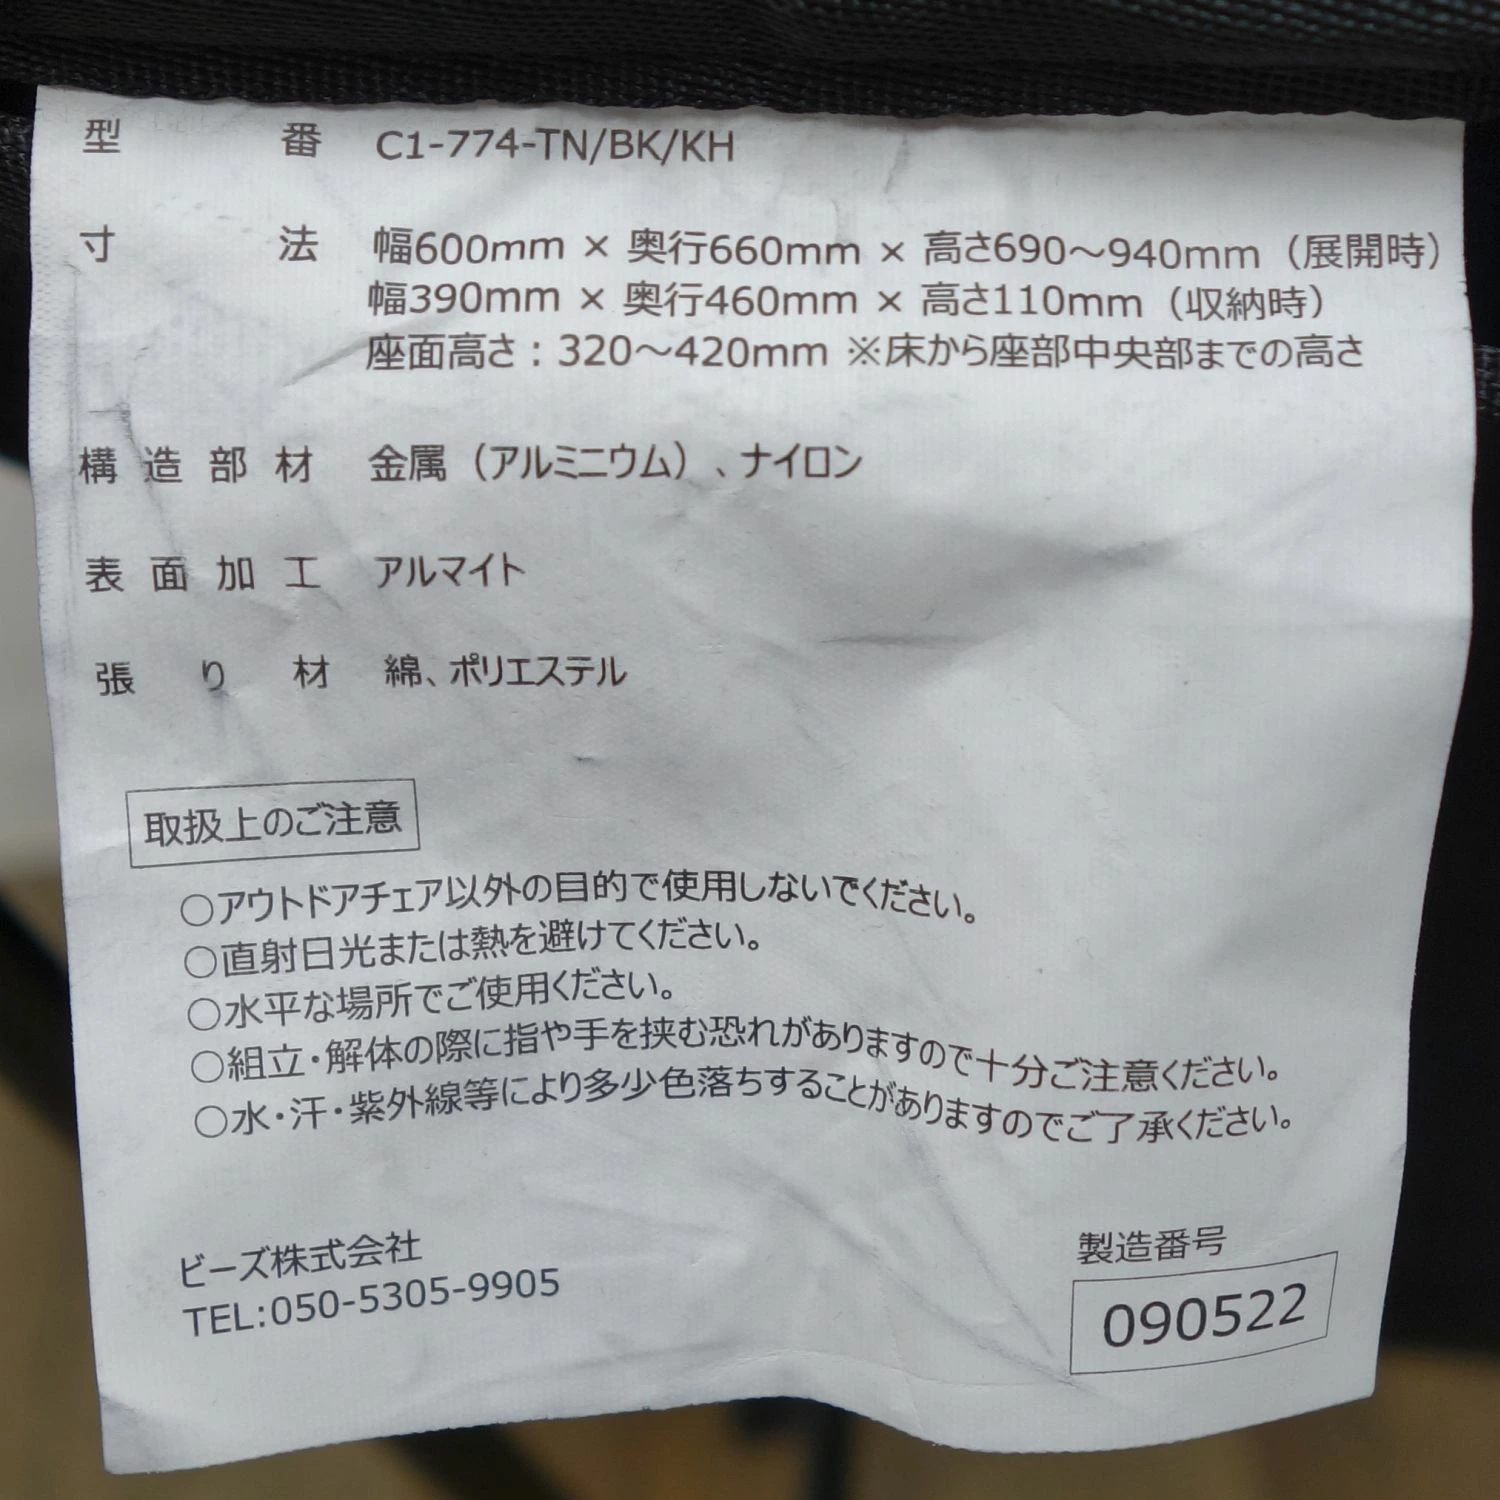 型番 C1-774-TN/BK/KH
寸法 幅600mm × 奥行660mm × 高さ690～940mm（展開時）
幅390mm × 奥行460mm × 高さ110mm（収納時）
座面高さ：320～420mm ※床から座部中央部までの高さ
構造部材 金属（アルミニウム）、ナイロン
表面加工 アルマイト
張り材 綿、ポリエステル
取扱上のご注意
○アウトドアチェア以外の目的で使用しないでください。
○直射日光または熱を避けてください。
○水平な場所でご使用ください。
○組立・解体の際に指や手を挟む恐れがありますので十分ご注意ください。
○水・汗・紫外線等により多少色落ちすることがありますのでご了承ください。
ビーズ株式会社
TEL:050-5305-9905
製造番号
090522